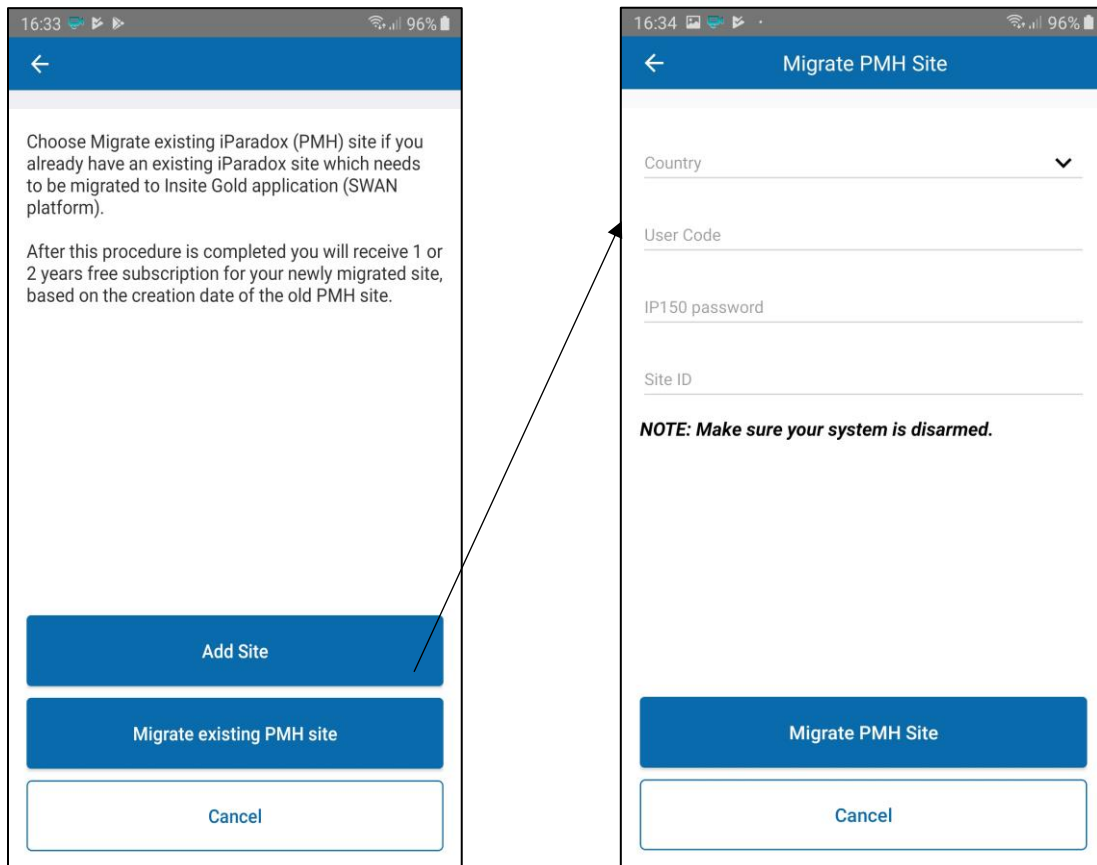 16:33
96%
Choose Migrate existing iParadox (PMH) site if you
already have an existing iParadox site which needs
to be migrated to Insite Gold application (SWAN
platform).
After this procedure is completed you will receive 1 or
2 years free subscription for your newly migrated site,
based on the creation date of the old PMH site.
Add Site
Migrate existing PMH site
Cancel
16:34
96%
Migrate PMH Site
Country
User Code
IP150 password
Site ID
NOTE: Make sure your system is disarmed.
Migrate PMH Site
Cancel